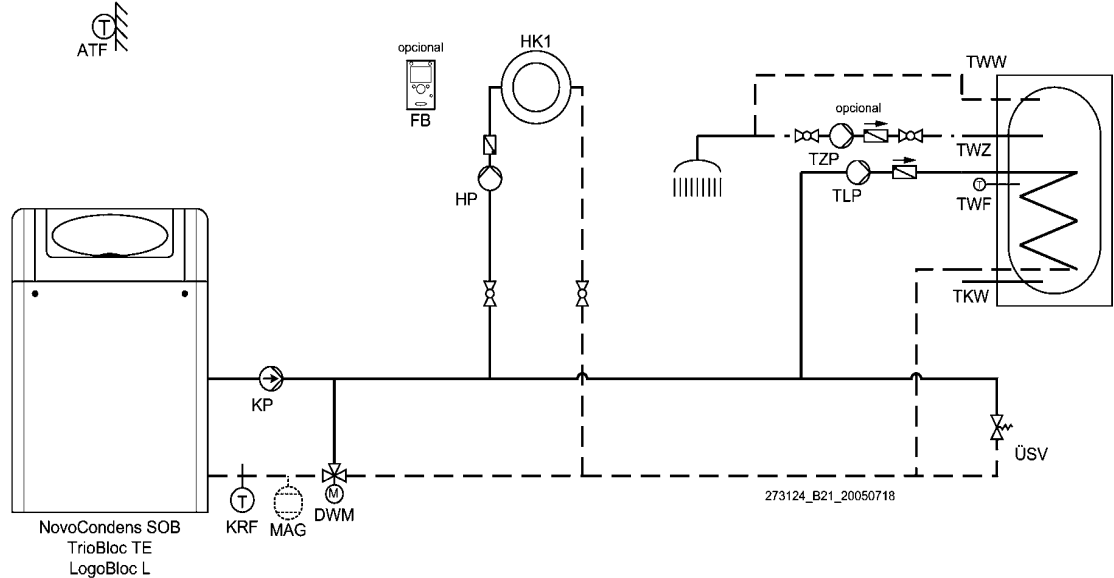 T
ATF
opcional
FB
HK1
HP
TWW
opcional
TZP
TWZ
TLP
T
TWF
TKW
KP
ÜSV
T
KRF
MAG
M
DWM
273124_B21_20050718
NovoCondens SOB
TrioBloc TE
LogoBloc L